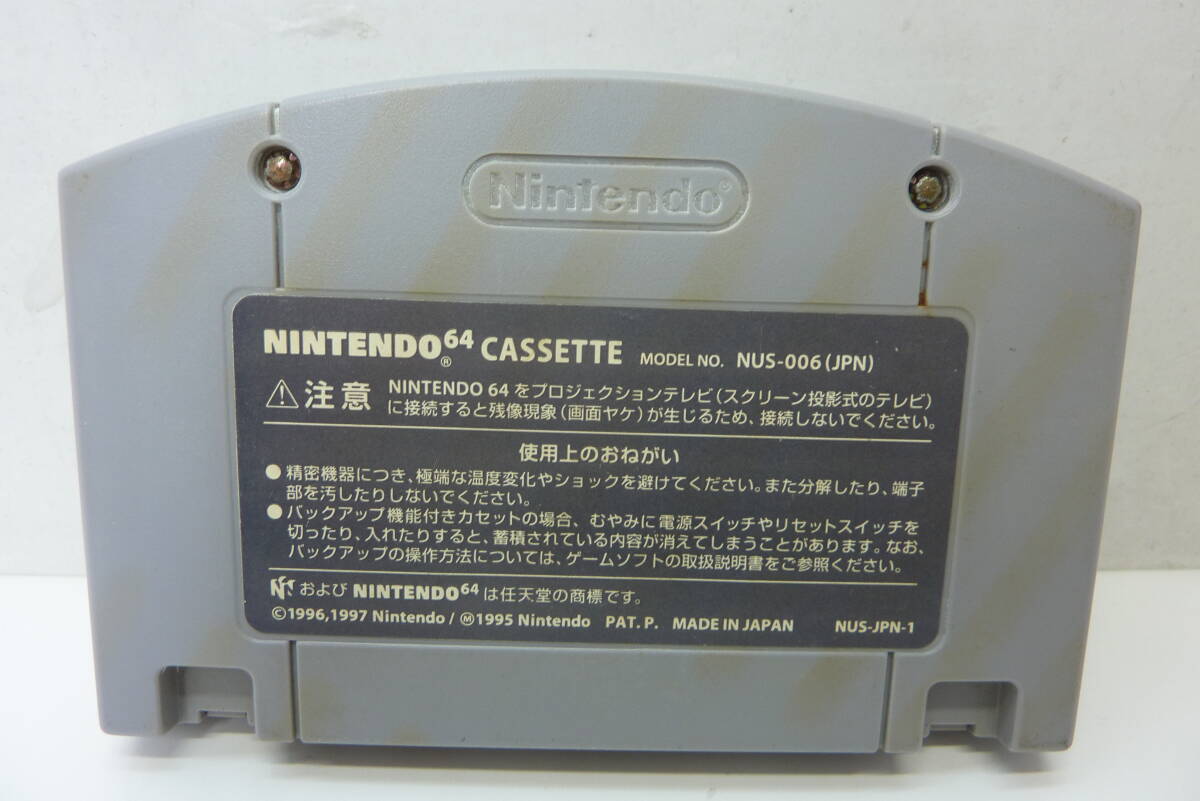 Nintendo®
NINTENDO64® CASSETTE MODEL NO. NUS-006(JPN)
注意 NINTENDO 64 をプロジェクションテレビ(スクリーン投影式のテレビ)
に接続すると残像現象(画面ヤケ)が生じるため、接続しないでください。
使用上のおねがい
●精密機器につき、極端な温度変化やショックを避けてください。また分解したり、端子
部を汚したりしないでください。
●バックアップ機能付きカセットの場合、むやみに電源スイッチやリセットスイッチを
切ったり、入れたりすると、蓄積されている内容が消えてしまうことがあります。なお、
バックアップの操作方法については、ゲームソフトの取扱説明書をご参照ください。
および NINTENDO64 は任天堂の商標です。
©1996,1997 Nintendo / Ⓜ1995 Nintendo PAT. P. MADE IN JAPAN NUS-JPN-1